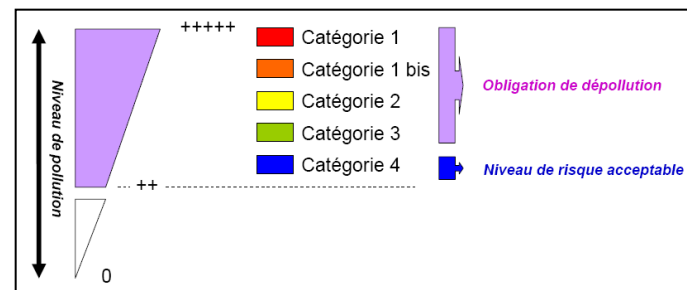 Niveau de pollution
+++++
++
0
Catégorie 1
Catégorie 1 bis
Catégorie 2
Catégorie 3
Catégorie 4
Obligation de dépollution
Niveau de risque acceptable